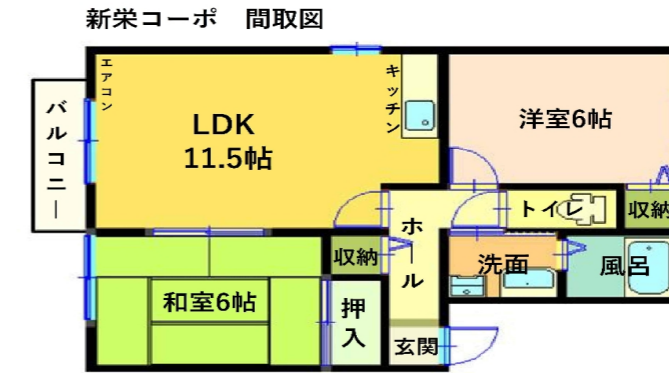 新栄コーポ　間取図
エアコン
キッチン
バルコニー
LDK
11.5帖
洋室6帖
トイレ
収納
ホール
収納
洗面
風呂
和室6帖
押入
玄関